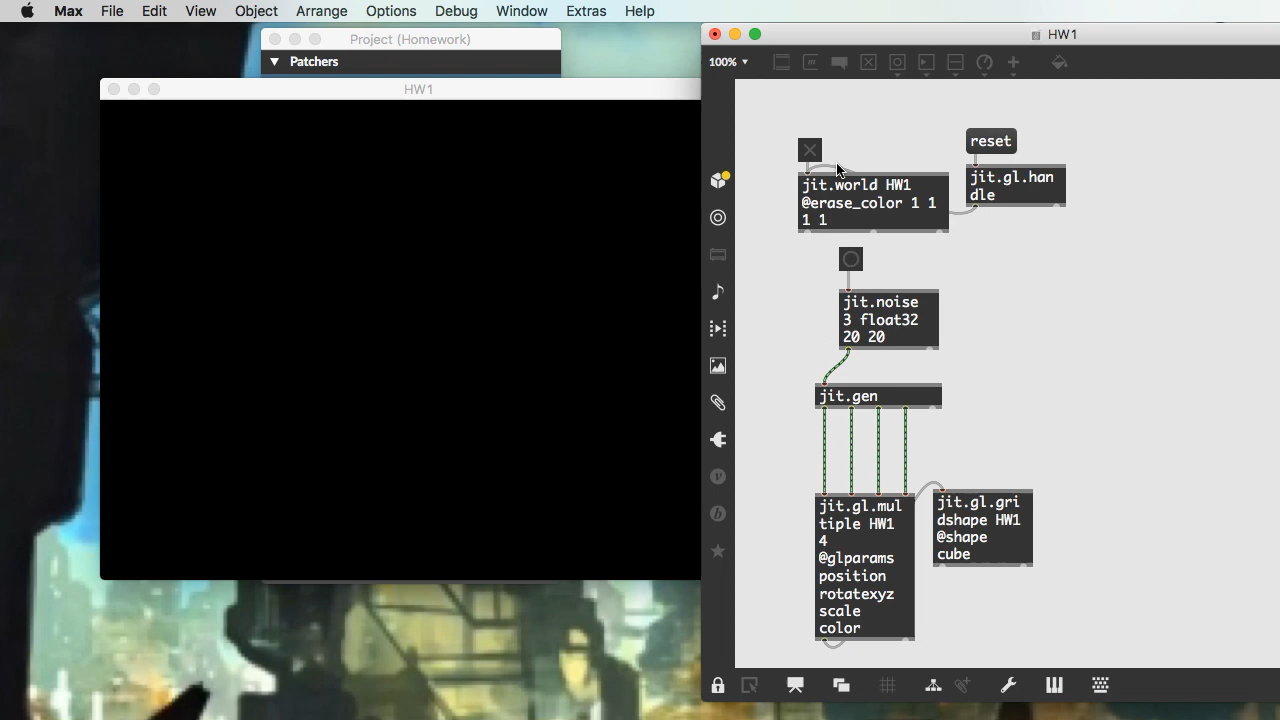 Max File Edit View Object Arrange Options Debug Window Extras Help
Project (Homework)
Patchers
HW1
HW1
100%
reset
jit.world HW1
@erase_color 1 1
1 1
jit.gl.han
dle
jit.noise
3 float32
20 20
jit.gen
jit.gl.mul
tiple HW1
4
@glparams
position
rotatexyz
scale
color
jit.gl.gri
dshape HW1
@shape
cube